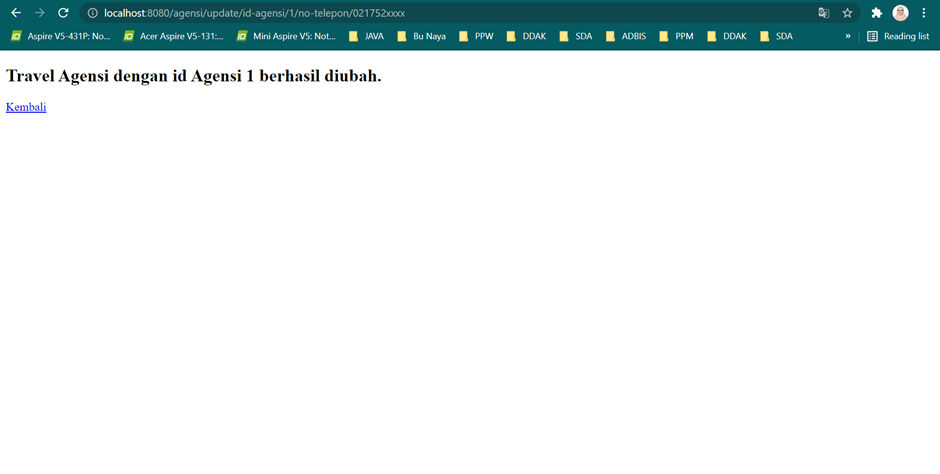 localhost:8080/agensi/update/id-agensi/1/no-telepon/021752xxxx
Aspire V5-431P: No... Acer Aspire V5-131:... Mini Aspire V5: Not... JAVA Bu Naya PPW DDAK SDA ADBIS PPM DDAK SDA » Reading list
Travel Agensi dengan id Agensi 1 berhasil diubah.
Kembali